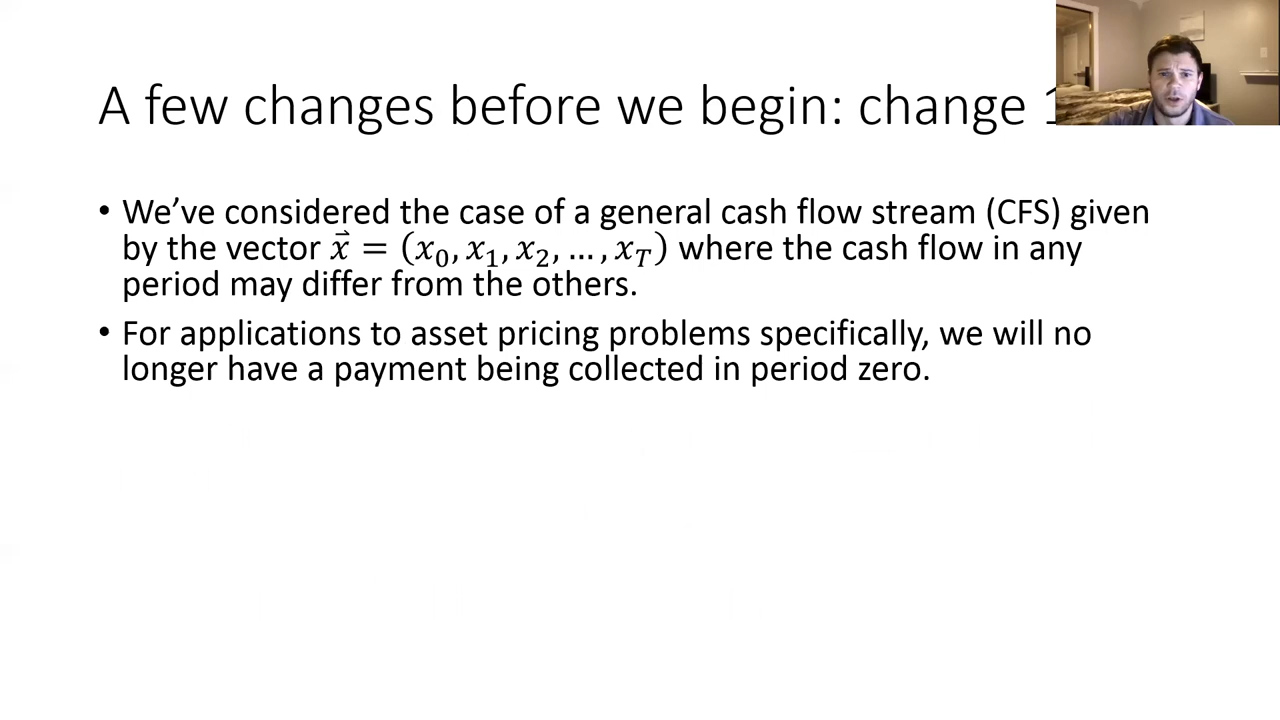 A few changes before we begin: change 1
• We’ve considered the case of a general cash flow stream (CFS) given
by the vector x⃗ = (x₀, x₁, x₂, … , x_T) where the cash flow in any
period may differ from the others.
• For applications to asset pricing problems specifically, we will no
longer have a payment being collected in period zero.